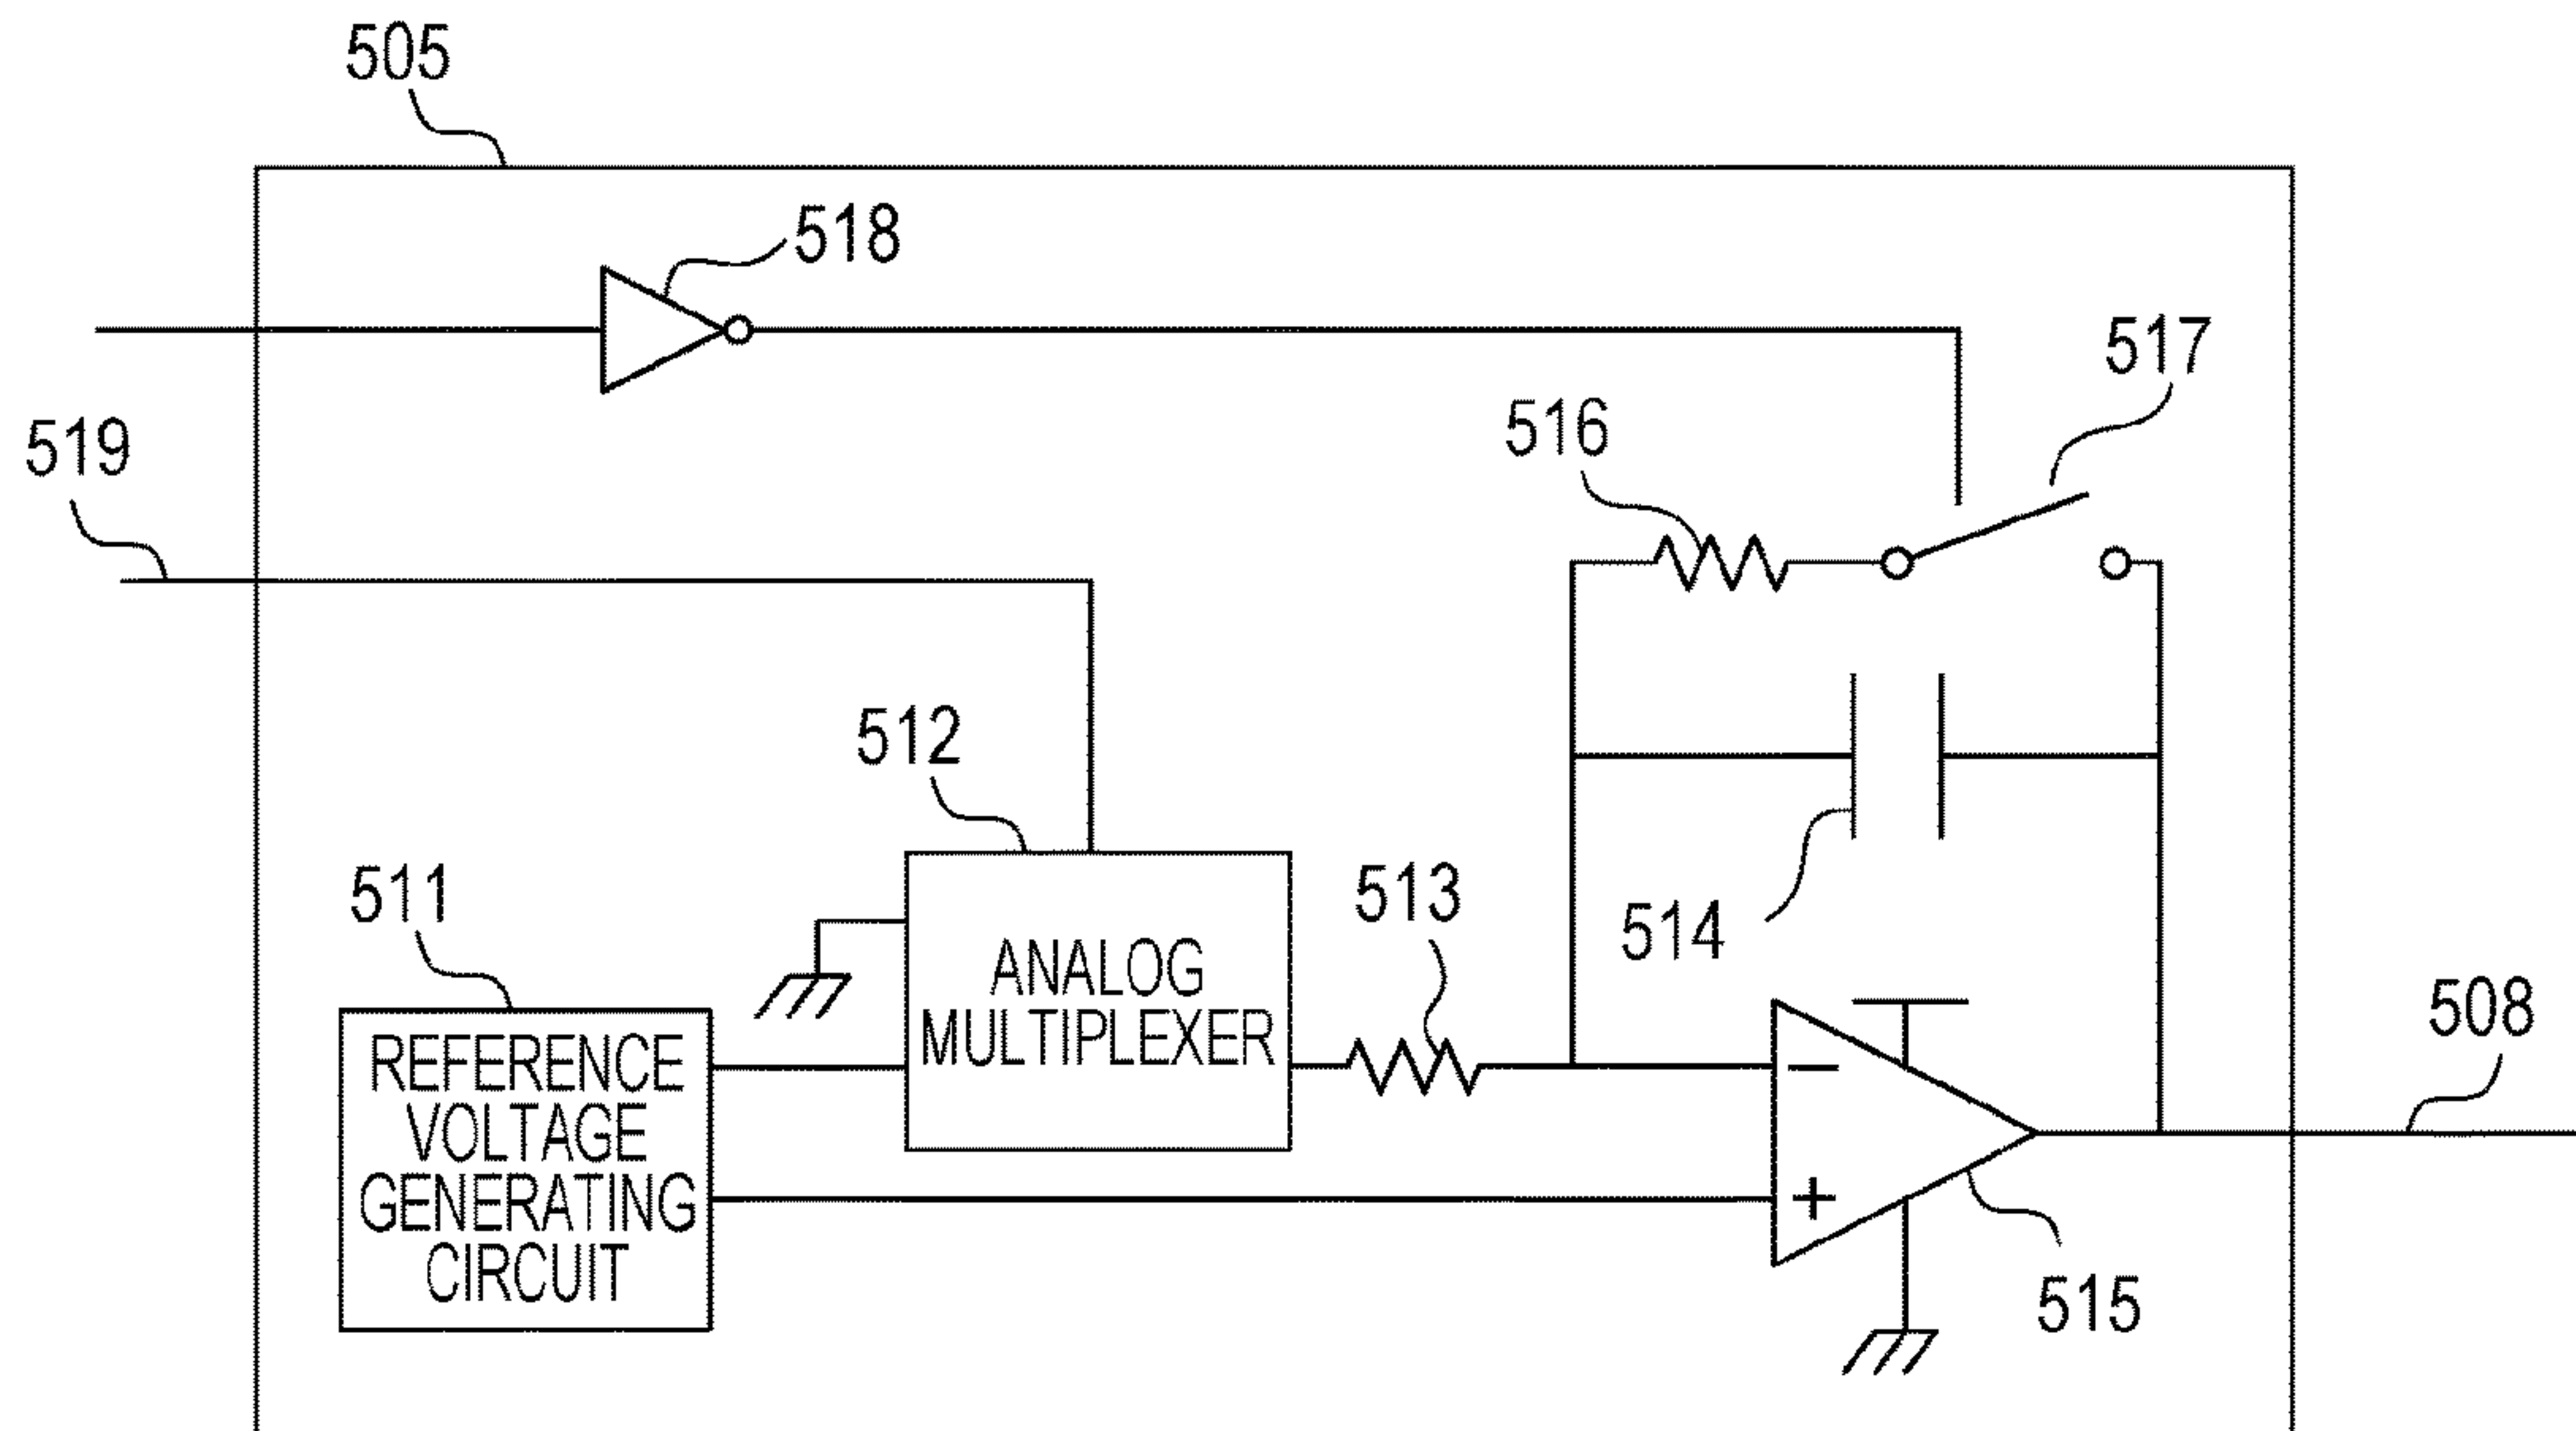 505
518
517
519
516
512
511
513
514
ANALOG
MULTIPLEXER
508
REFERENCE
VOLTAGE
GENERATING
CIRCUIT
−
+
515